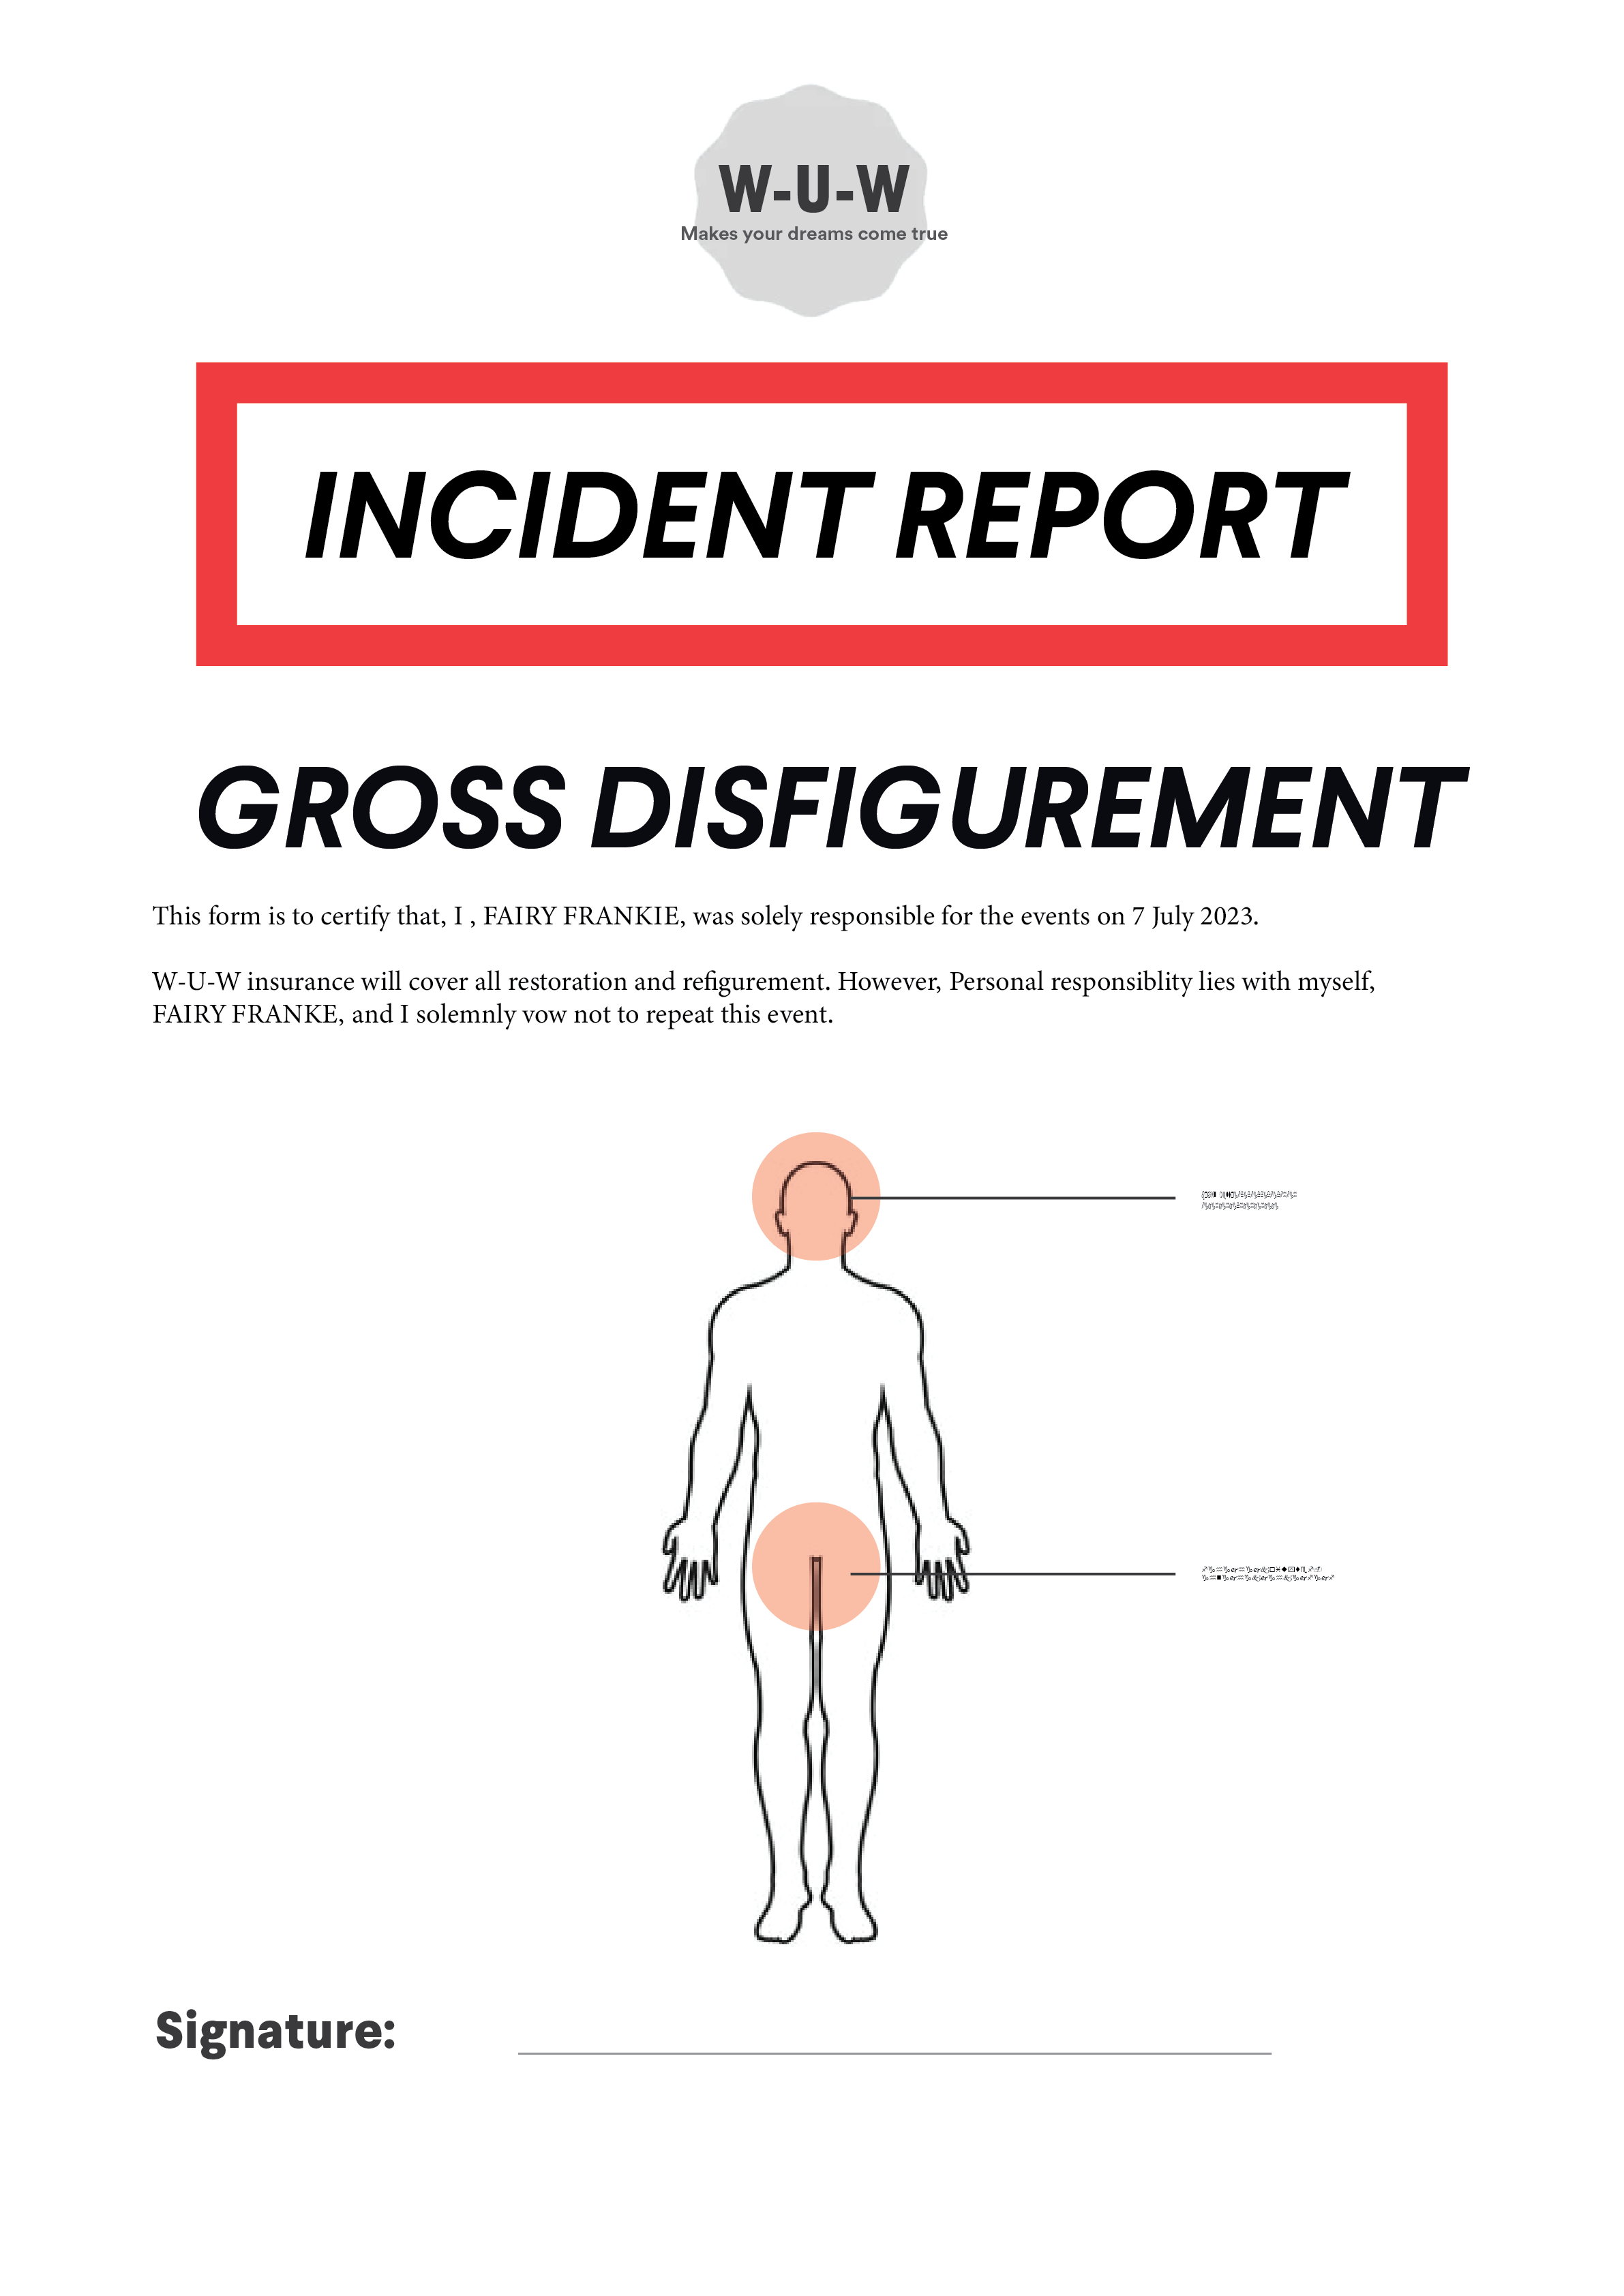 W-U-W
Makes your dreams come true
INCIDENT REPORT
GROSS DISFIGUREMENT
This form is to certify that, I , FAIRY FRANKIE, was solely responsible for the events on 7 July 2023.
W-U-W insurance will cover all restoration and refigurement. However, Personal responsiblity lies with myself,
FAIRY FRANKE, and I solemnly vow not to repeat this event.
Signature: